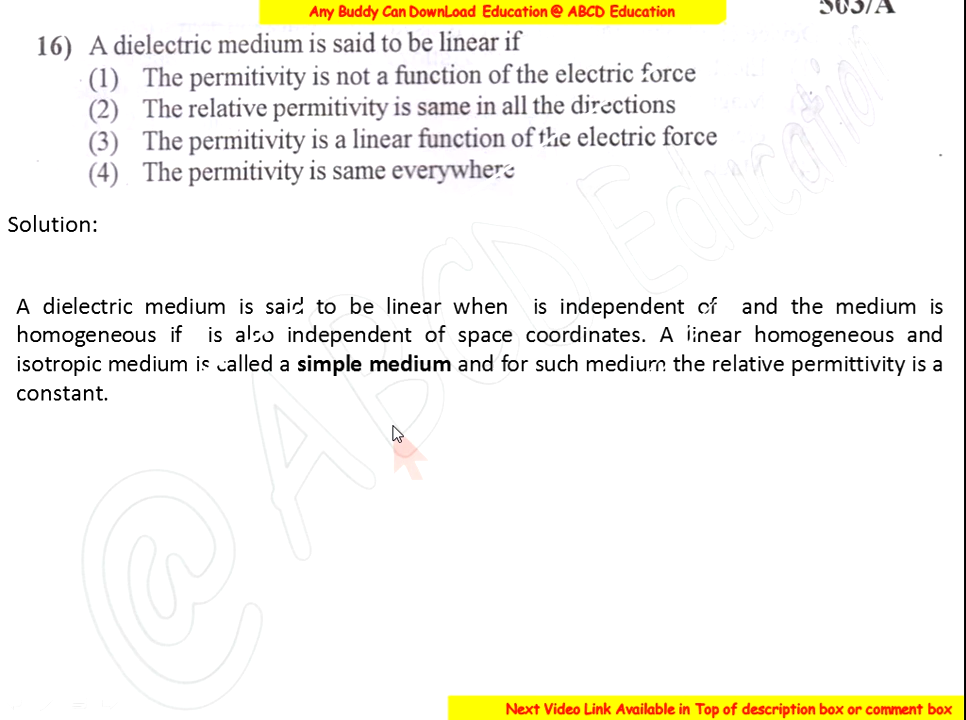 Any Buddy Can DownLoad Education @ ABCD Education
503/A
16) A dielectric medium is said to be linear if
(1) The permitivity is not a function of the electric force
(2) The relative permitivity is same in all the directions
(3) The permitivity is a linear function of the electric force
(4) The permitivity is same everywhere
Solution:
A dielectric medium is said to be linear when is independent of and the medium is
homogeneous if is also independent of space coordinates. A linear homogeneous and
isotropic medium is called a simple medium and for such medium the relative permittivity is a
constant.
@ ABCD Education
Next Video Link Available in Top of description box or comment box